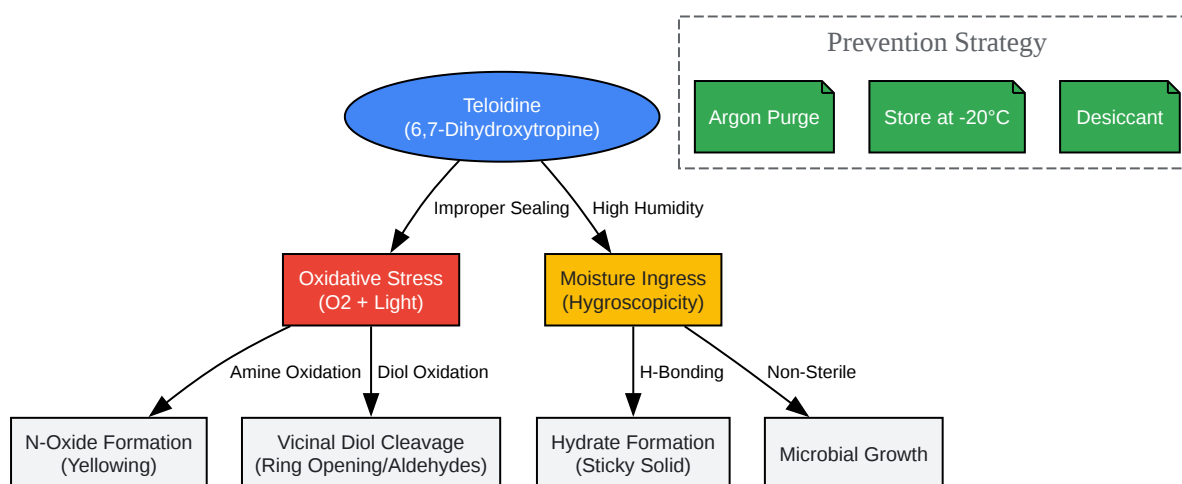 Prevention Strategy
Argon Purge
Store at -20°C
Desiccant
Teloidine
(6,7-Dihydroxytropine)
Improper Sealing
High Humidity
Oxidative Stress
(O2 + Light)
Moisture Ingress
(Hygroscopicity)
Amine Oxidation
Diol Oxidation
H-Bonding
Non-Sterile
N-Oxide Formation
(Yellowing)
Vicinal Diol Cleavage
(Ring Opening/Aldehydes)
Hydrate Formation
(Sticky Solid)
Microbial Growth